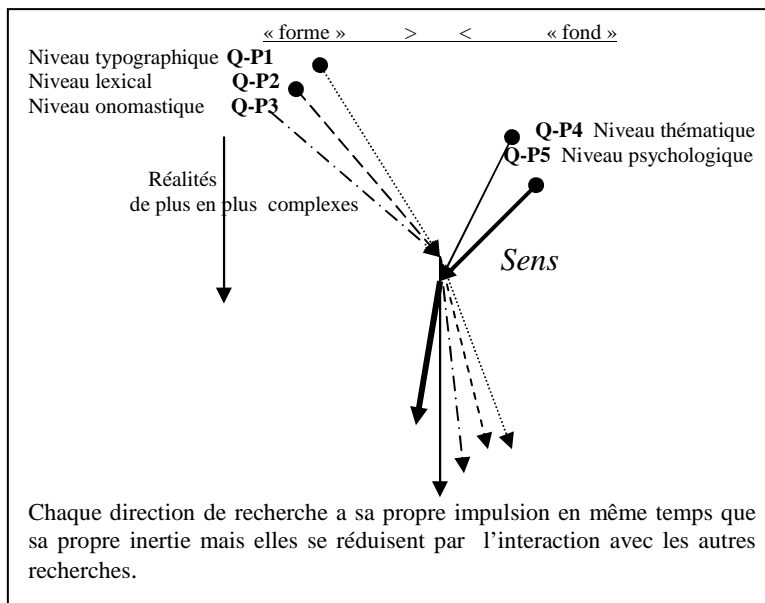 « forme » > < « fond »
Niveau typographique Q-P1
Niveau lexical Q-P2
Niveau onomastique Q-P3
Q-P4 Niveau thématique
Q-P5 Niveau psychologique
Réalités
de plus en plus complexes
Sens
Chaque direction de recherche a sa propre impulsion en même temps que
sa propre inertie mais elles se réduisent par l’interaction avec les autres
recherches.